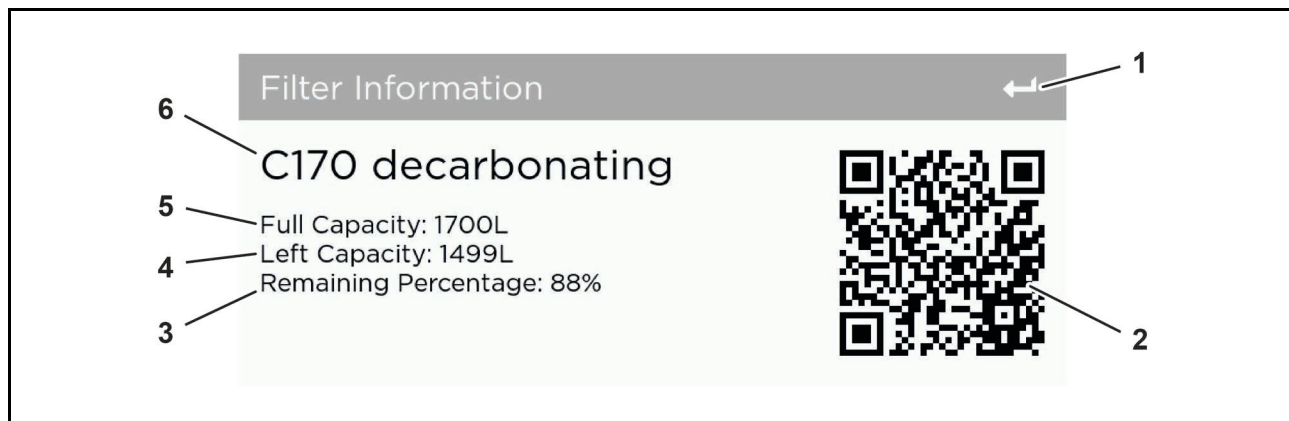 Filter Information
1
6
C170 decarbonating
5
Full Capacity: 1700L
4
Left Capacity: 1499L
Remaining Percentage: 88%
3
2